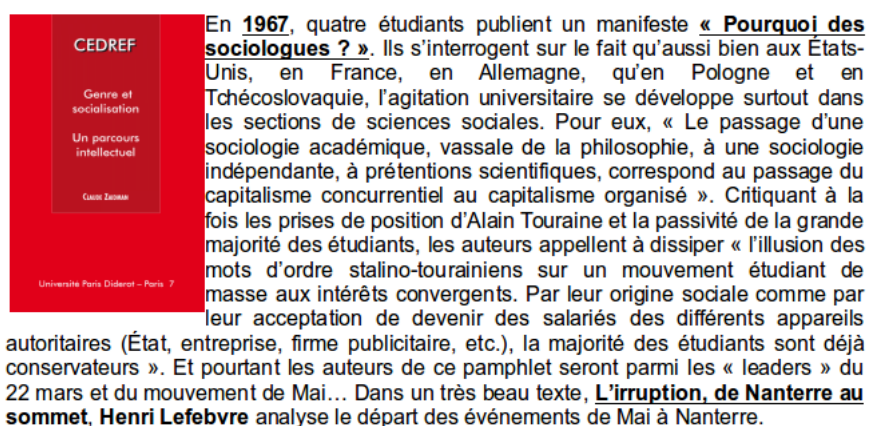 CEDREF
Genre et
socialisation
Un parcours
intellectuel
CLAUDE ZAIDMAN
Université Paris Diderot – Paris 7
En 1967, quatre étudiants publient un manifeste « Pourquoi des
sociologues ? ». Ils s’interrogent sur le fait qu’aussi bien aux États-
Unis, en France, en Allemagne, qu’en Pologne et en
Tchécoslovaquie, l’agitation universitaire se développe surtout dans
les sections de sciences sociales. Pour eux, « Le passage d’une
sociologie académique, vassale de la philosophie, à une sociologie
indépendante, à prétentions scientifiques, correspond au passage du
capitalisme concurrentiel au capitalisme organisé ». Critiquant à la
fois les prises de position d’Alain Touraine et la passivité de la grande
majorité des étudiants, les auteurs appellent à dissiper « l’illusion des
mots d’ordre stalino-tourainiens sur un mouvement étudiant de
masse aux intérêts convergents. Par leur origine sociale comme par
leur acceptation de devenir des salariés des différents appareils
autoritaires (État, entreprise, firme publicitaire, etc.), la majorité des étudiants sont déjà
conservateurs ». Et pourtant les auteurs de ce pamphlet seront parmi les « leaders » du
22 mars et du mouvement de Mai… Dans un très beau texte, L’irruption, de Nanterre au
sommet, Henri Lefebvre analyse le départ des événements de Mai à Nanterre.